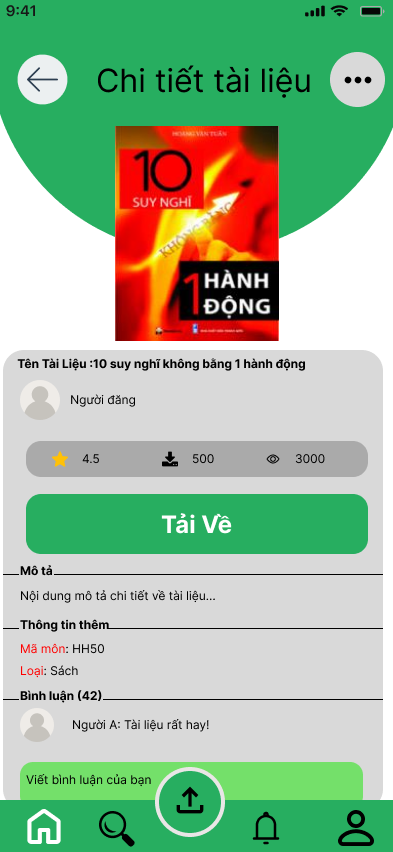 9:41
Chi tiết tài liệu
HOÀNG VĂN TUẤN
10
SUY NGHĨ
KHÔNG BẰNG
1 HÀNH
ĐỘNG
Tên Tài Liệu :10 suy nghĩ không bằng 1 hành động
Người đăng
4.5 500 3000
Tải Về
Mô tả
Nội dung mô tả chi tiết về tài liệu...
Thông tin thêm
Mã môn: HH50
Loại: Sách
Bình luận (42)
Người A: Tài liệu rất hay!
Viết bình luận của bạn